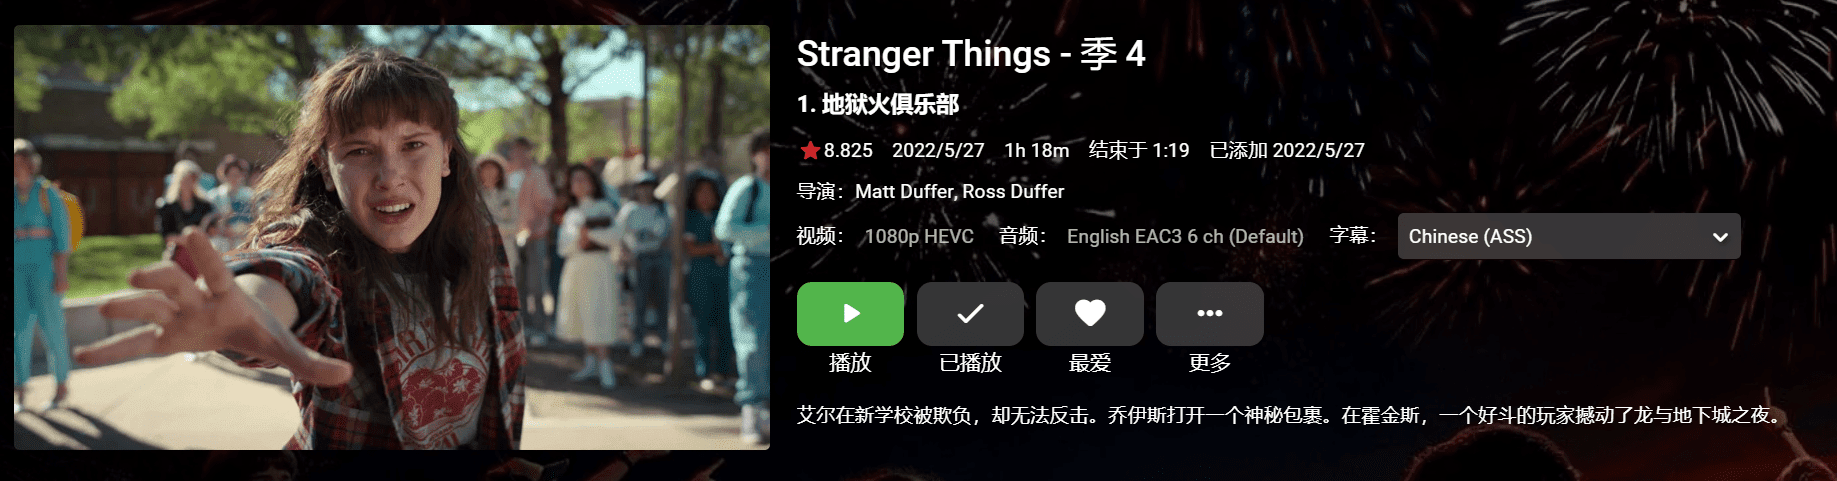 Stranger Things - 季 4
1. 地狱火俱乐部
8.825 2022/5/27 1h 18m 结束于 1:19 已添加 2022/5/27
导演： Matt Duffer, Ross Duffer
视频： 1080p HEVC 音频： English EAC3 6 ch (Default) 字幕： Chinese (ASS)
播放 已播放 最爱 更多
艾尔在新学校被欺负，却无法反击。乔伊斯打开一个神秘包裹。在霍金斯，一个好斗的玩家撼动了龙与地下城之夜。